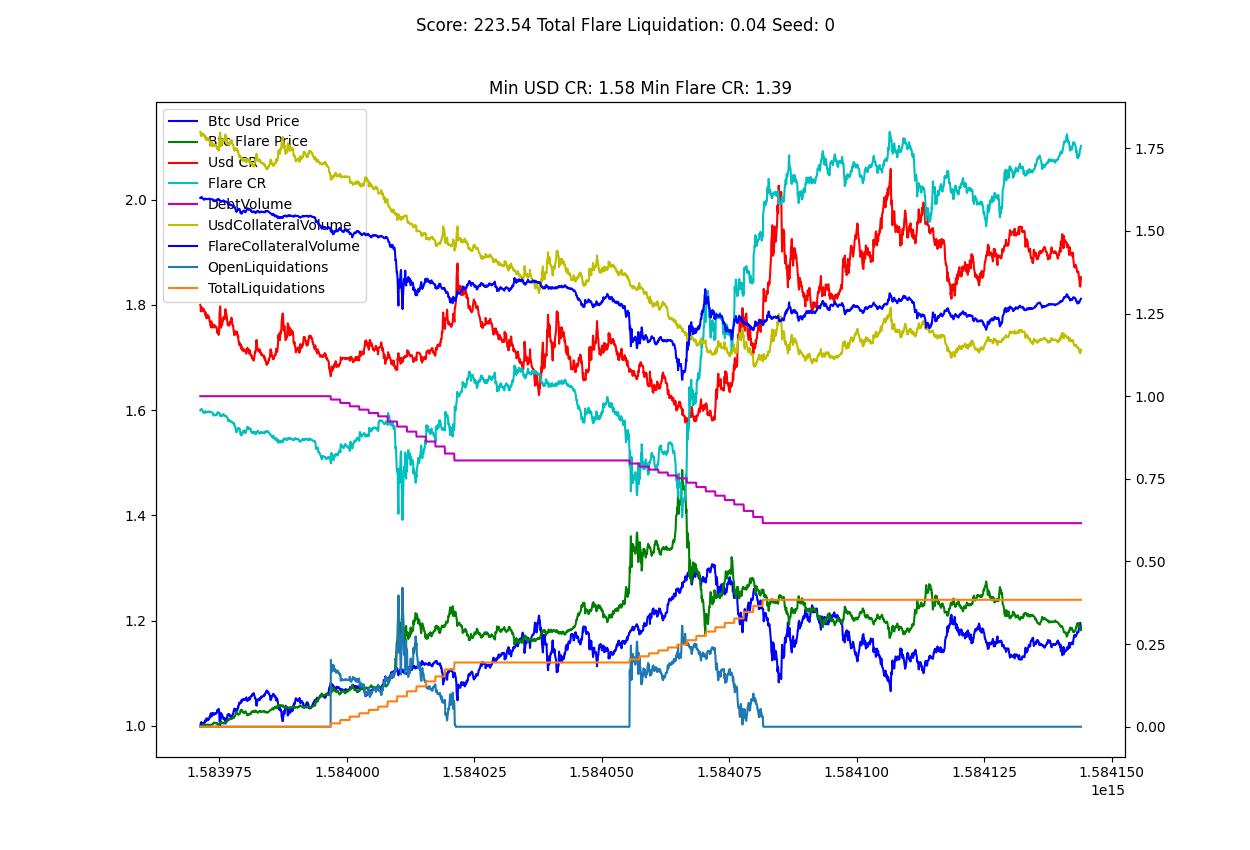 Score: 223.54 Total Flare Liquidation: 0.04 Seed: 0
Min USD CR: 1.58 Min Flare CR: 1.39
Btc Usd Price
Btc Flare Price
Usd CR
Flare CR
DebtVolume
UsdCollateralVolume
FlareCollateralVolume
OpenLiquidations
TotalLiquidations
2.0
1.8
1.6
1.4
1.2
1.0
1.75
1.50
1.25
1.00
0.75
0.50
0.25
0.00
1.583975 1.584000 1.584025 1.584050 1.584075 1.584100 1.584125 1.584150
1e15